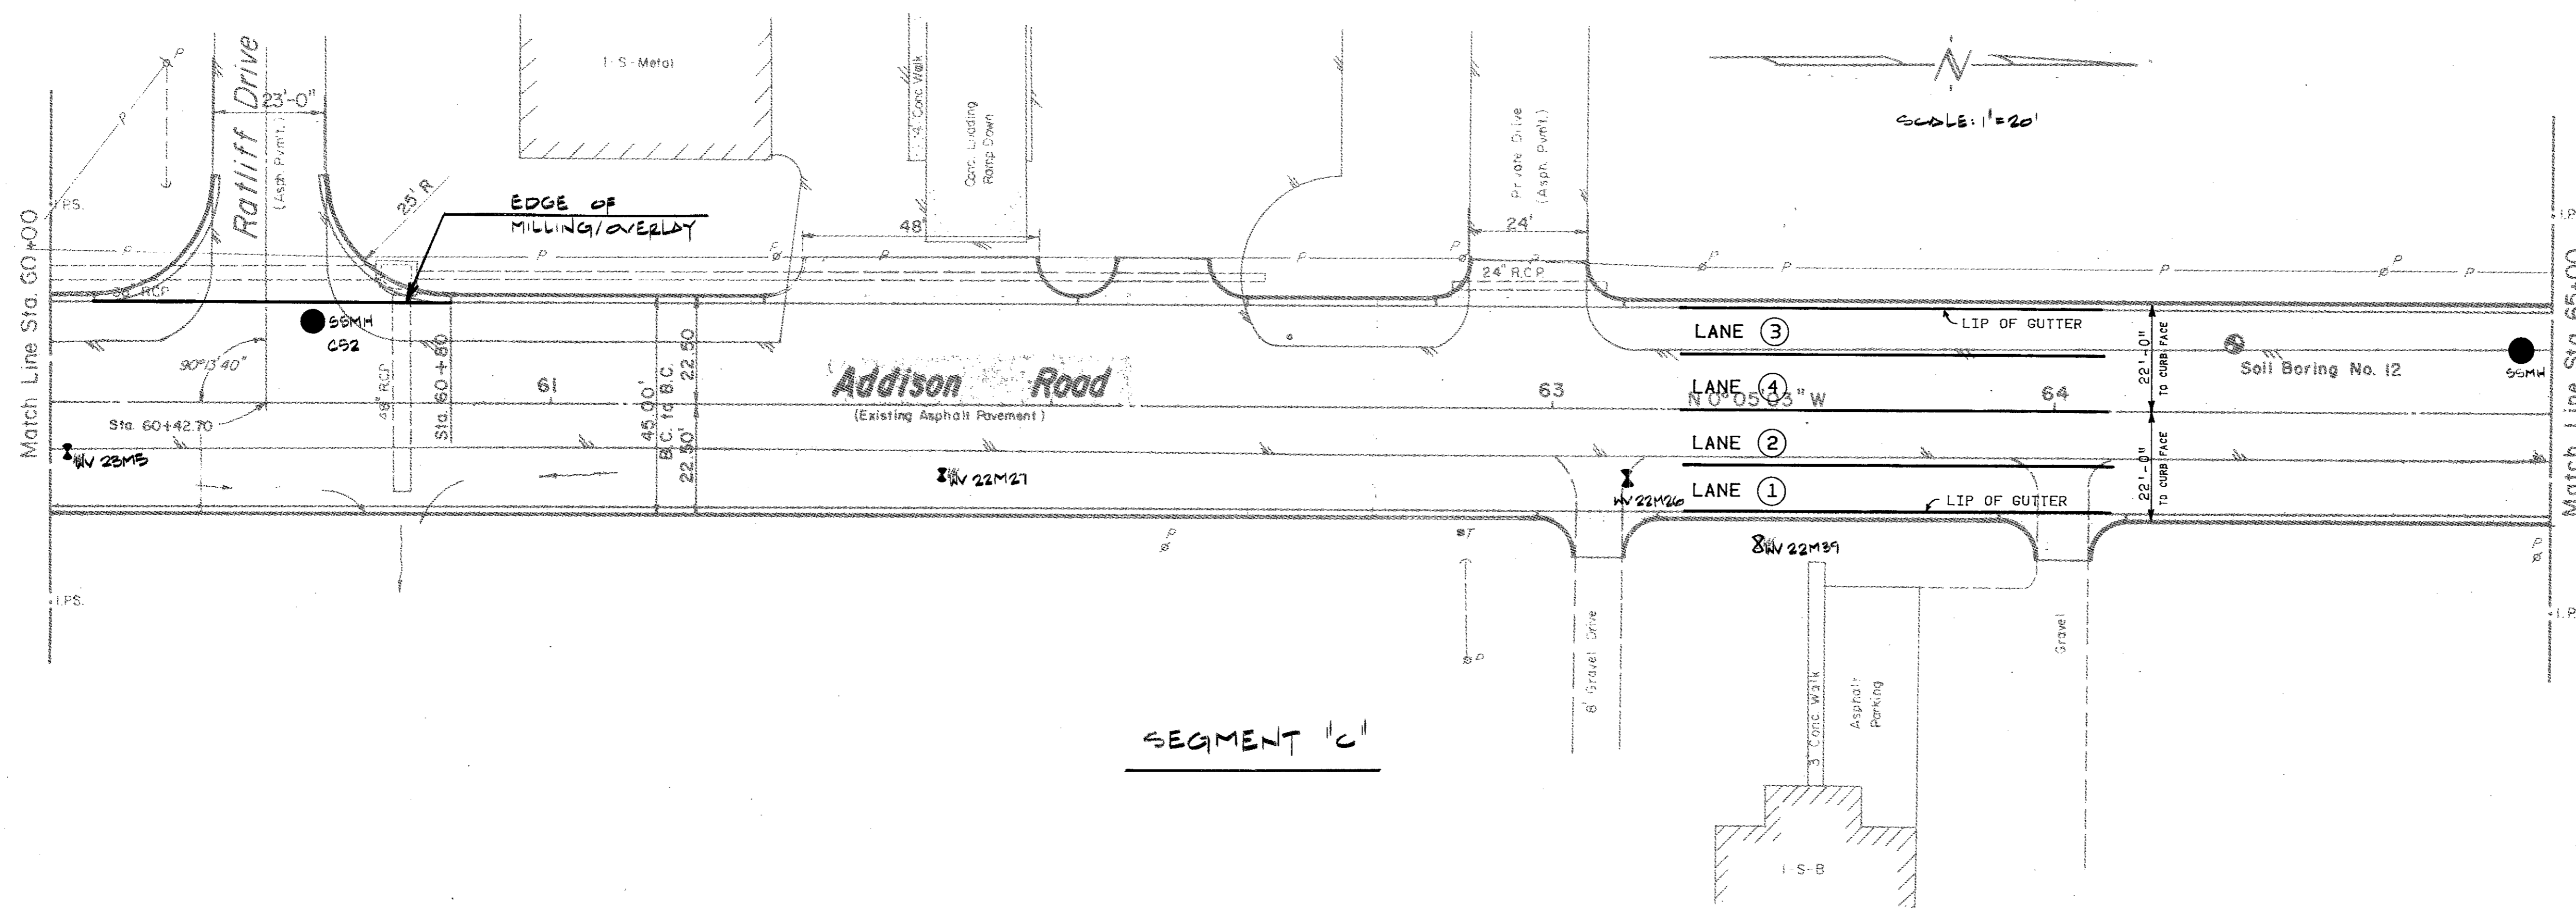 Match Line Sta. 60+00
P
P
I.P.S.
23'-0"
Ratliff Drive
(Asph. Pvm't.)
25' R
EDGE OF
MILLING/OVERLAY
1-S-Metal
4' Conc Walk
Conc. Loading
Ramp Down
48'
P
P
P
P
P
Private Drive
(Asph. Pvm't.)
24'
24" R.C.P.
N
SCALE: 1"=20'
P
P
P
P
P
P
I.P.
36" R.C.P.
SSMH
C52
90°13'40"
Sta. 60+42.70
48" R.C.P.
Sta. 60+80
61
45.00'
B.C. to B.C.
22.50
22.50'
Addison Road
(Existing Asphalt Pavement)
63
N 0°05'03" W
64
LANE 3
LANE 4
LANE 2
LANE 1
LIP OF GUTTER
LIP OF GUTTER
22'-0"
TO CURB FACE
22'-0"
TO CURB FACE
Soil Boring No. 12
SSMH
Match Line Sta. 65+00
WV 23M5
WV 22M27
WV 22M26
WV 22M39
P
T
P
P
I.P.S.
I.P.
8' Gravel Drive
3' Conc Walk
Asphalt
Parking
Gravel
1-S-B
SEGMENT "C"